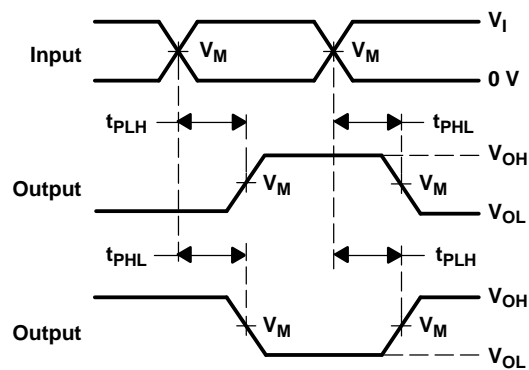 V_I
Input V_M V_M
0 V
t_PLH t_PHL
V_OH
Output V_M V_M
V_OL
t_PHL t_PLH
V_OH
Output V_M V_M
V_OL